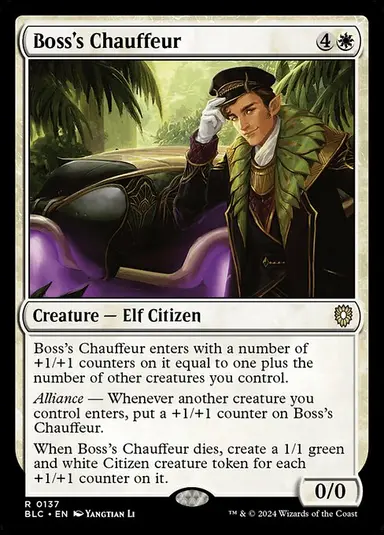 Boss's Chauffeur 4
Creature — Elf Citizen
Boss's Chauffeur enters with a number of
+1/+1 counters on it equal to one plus the
number of other creatures you control.
Alliance — Whenever another creature you
control enters, put a +1/+1 counter on Boss's
Chauffeur.
When Boss's Chauffeur dies, create a 1/1 green
and white Citizen creature token for each
+1/+1 counter on it.
0/0
R 0137
BLC • EN Yangtian Li ™ & © 2024 Wizards of the Coast